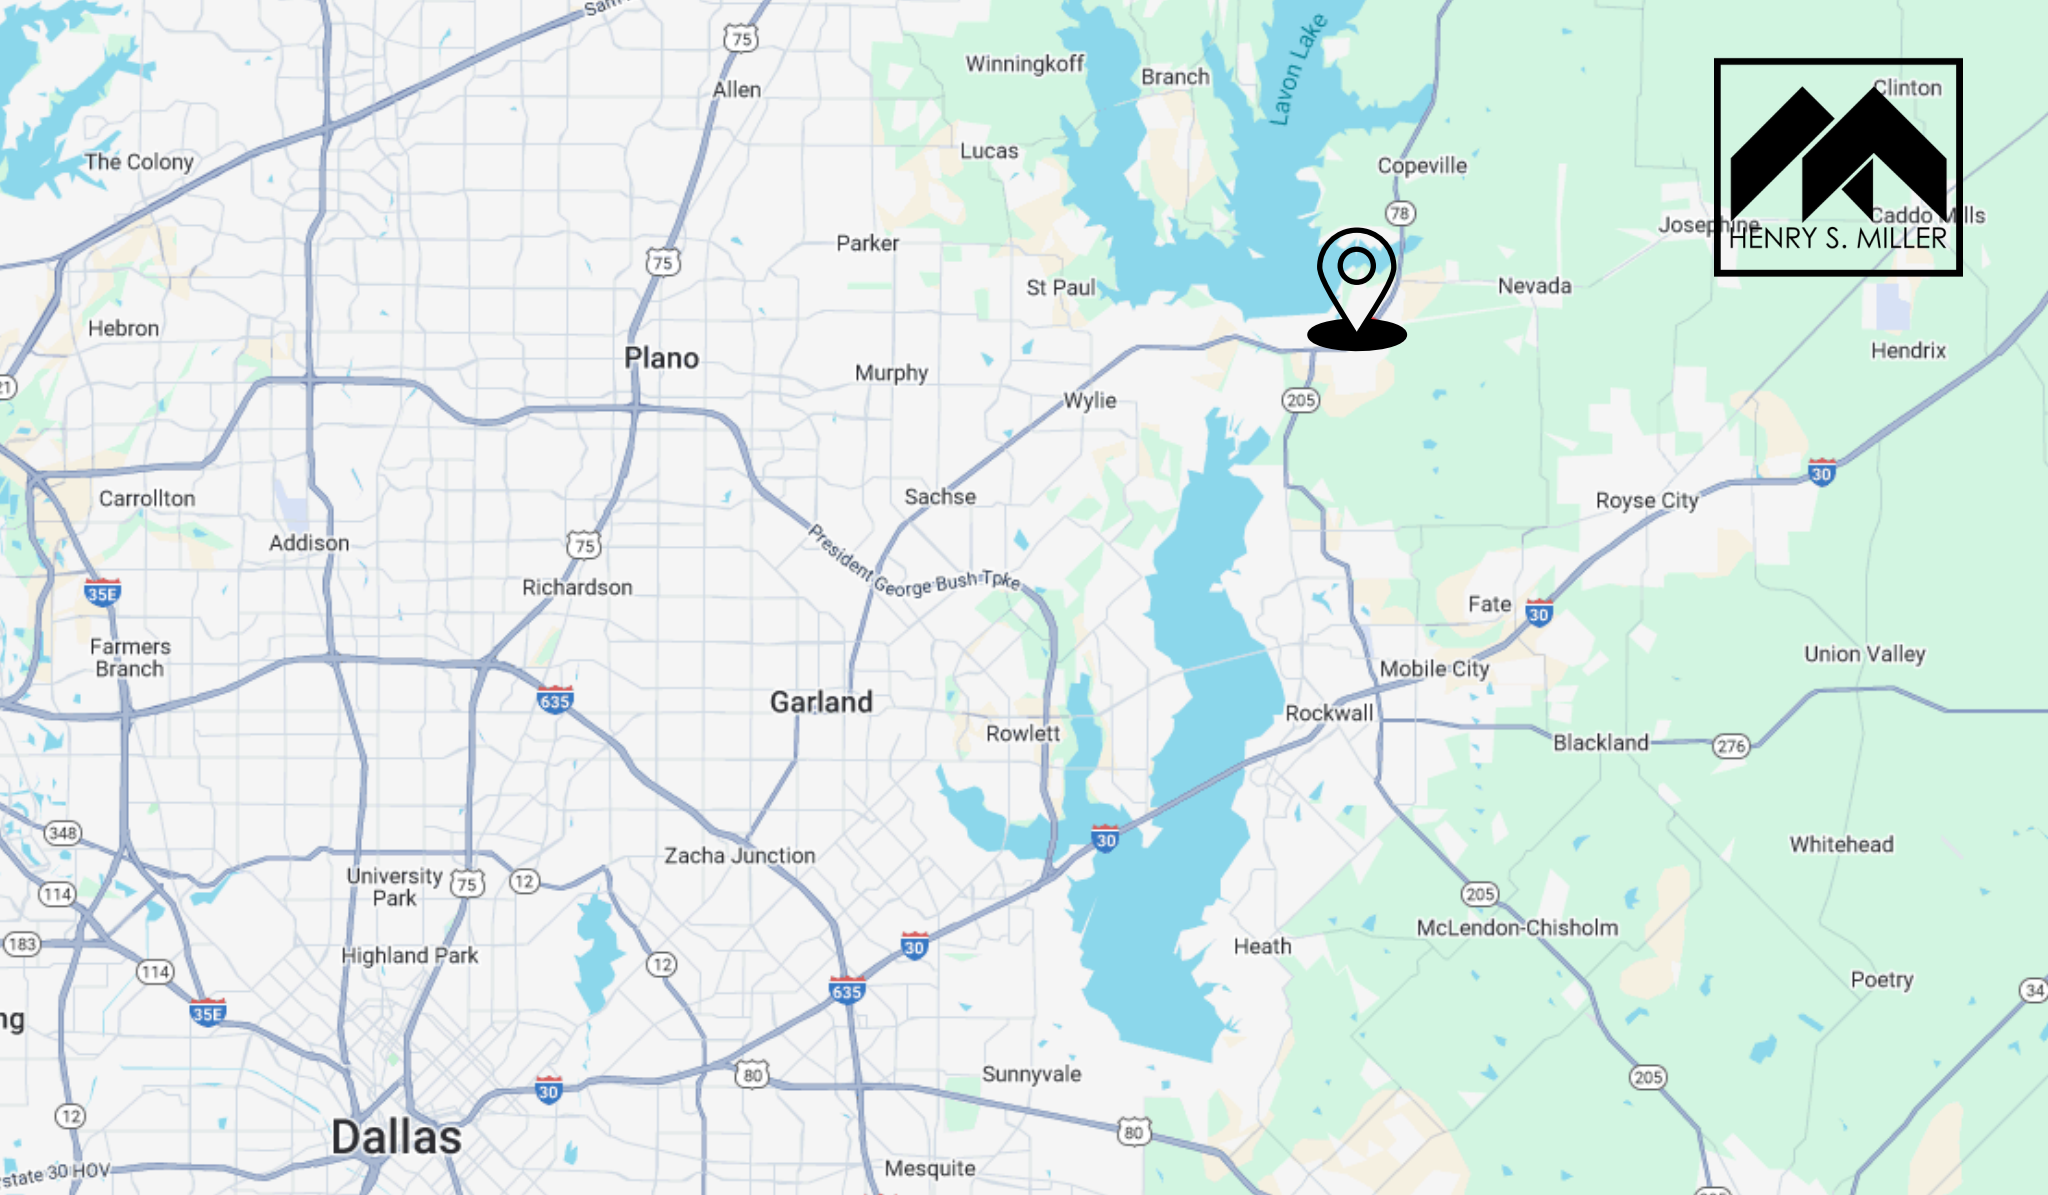 Sam
75
Allen
Winningkoff
Branch
Lavon Lake
Clinton
The Colony
Lucas
Copeville
78
Josephine
Caddo Mills
HENRY S. MILLER
75
Parker
St Paul
Nevada
Hebron
Plano
Murphy
Hendrix
21
Wylie
205
Carrollton
Sachse
30
Royse City
Addison
75
President George Bush Tpke
35E
Richardson
Fate
30
Farmers
Branch
Union Valley
635
Garland
Mobile City
Rockwall
Rowlett
Blackland
276
348
Zacha Junction
30
Whitehead
University
Park
75
12
114
205
McLendon-Chisholm
183
Highland Park
114
12
30
Heath
635
Poetry
34
ng
35E
80
Sunnyvale
205
30
12
Dallas
80
state 30 HOV
Mesquite